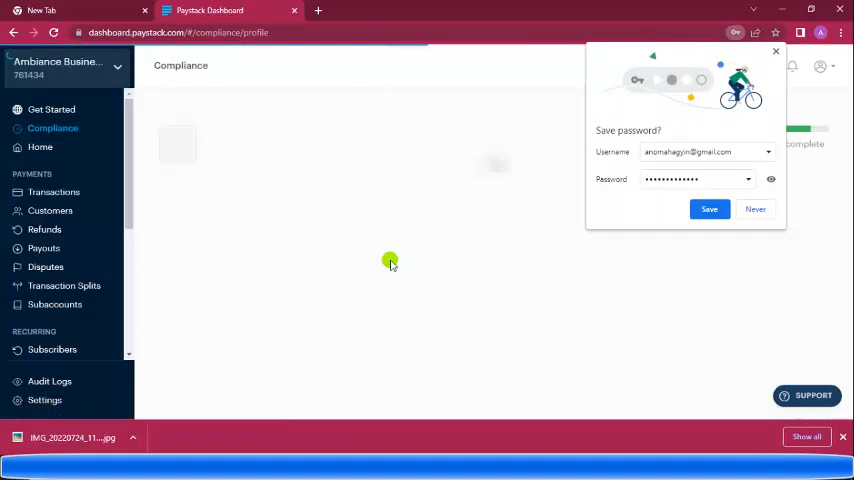 New Tab
Paystack Dashboard
dashboard.paystack.com/#/compliance/profile
A
Ambiance Busine...
761434
Get Started
Compliance
Home
PAYMENTS
Transactions
Customers
Refunds
Payouts
Disputes
Transaction Splits
Subaccounts
RECURRING
Subscribers
Audit Logs
Settings
Compliance
complete
Save password?
Username
anomahagyin@gmail.com
Password
•••••••••••••
Save
Never
SUPPORT
IMG_20220724_11....jpg
Show all